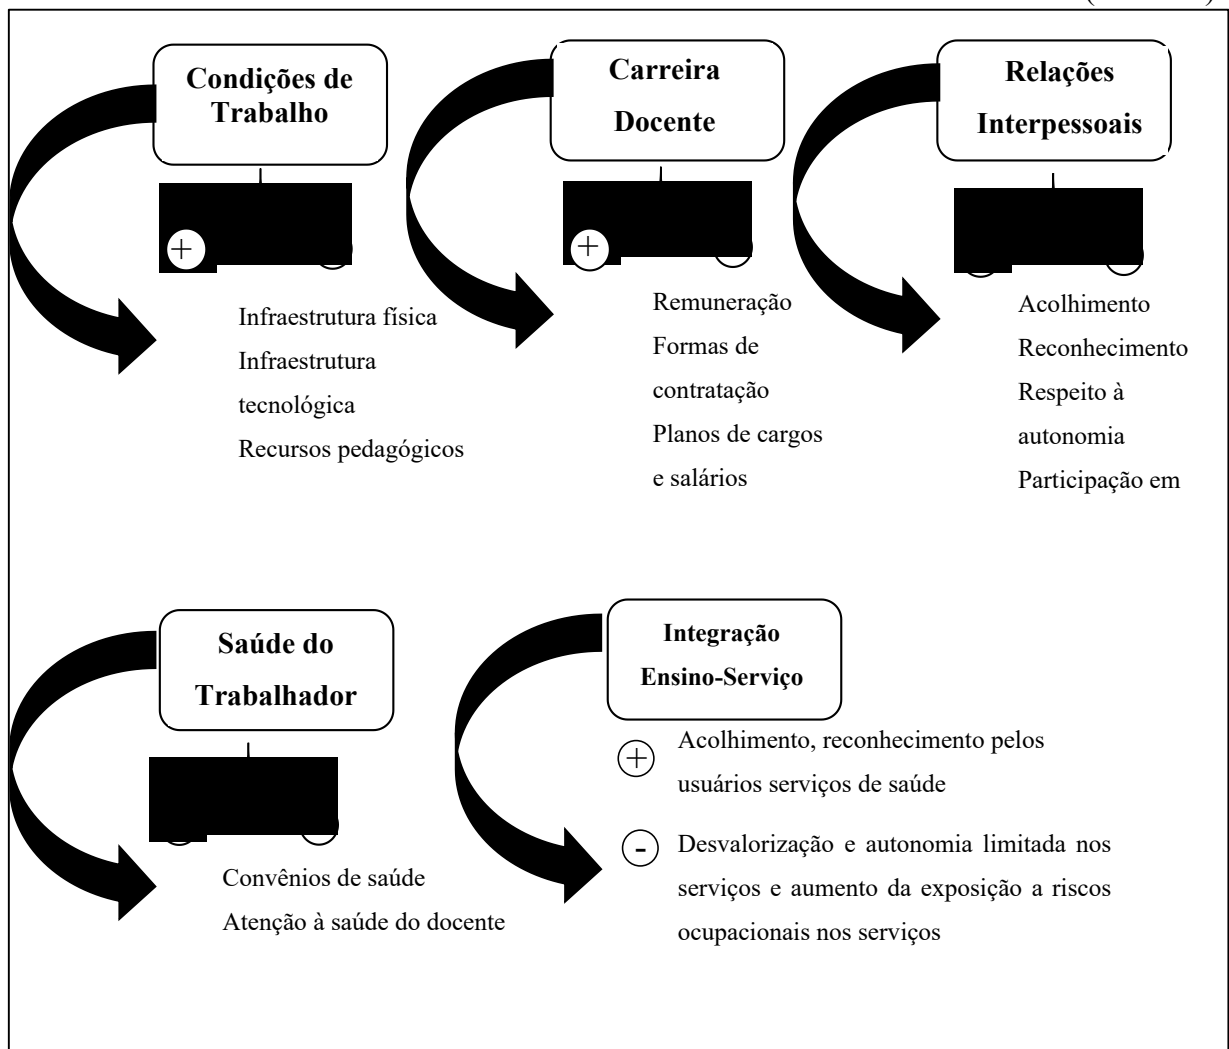 Condições de
Trabalho
+
Infraestrutura física
Infraestrutura
tecnológica
Recursos pedagógicos
Carreira
Docente
+
Remuneração
Formas de
contratação
Planos de cargos
e salários
Relações
Interpessoais
Acolhimento
Reconhecimento
Respeito à
autonomia
Participação em
Saúde do
Trabalhador
Convênios de saúde
Atenção à saúde do docente
Integração
Ensino-Serviço
+ Acolhimento, reconhecimento pelos
usuários serviços de saúde
- Desvalorização e autonomia limitada nos
serviços e aumento da exposição a riscos
ocupacionais nos serviços